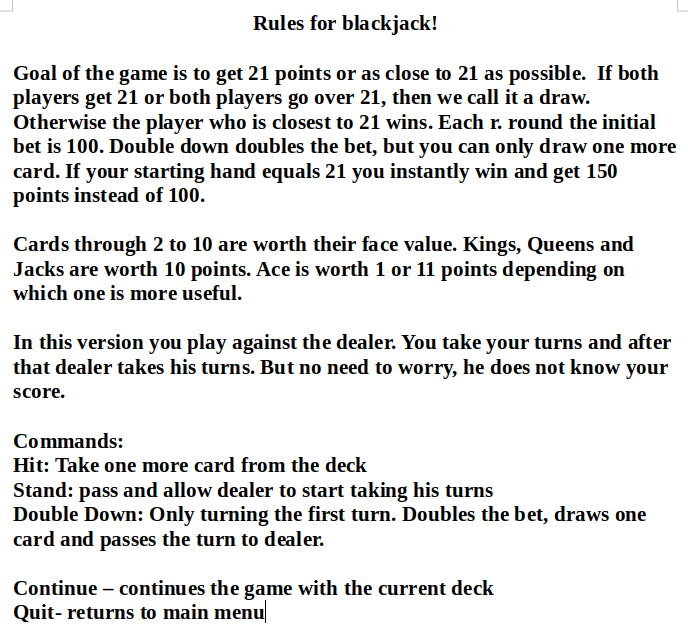 Rules for blackjack!
Goal of the game is to get 21 points or as close to 21 as possible.  If both
players get 21 or both players go over 21, then we call it a draw.
Otherwise the player who is closest to 21 wins. Each r. round the initial
bet is 100. Double down doubles the bet, but you can only draw one more
card. If your starting hand equals 21 you instantly win and get 150
points instead of 100.
Cards through 2 to 10 are worth their face value. Kings, Queens and
Jacks are worth 10 points. Ace is worth 1 or 11 points depending on
which one is more useful.
In this version you play against the dealer. You take your turns and after
that dealer takes his turns. But no need to worry, he does not know your
score.
Commands:
Hit: Take one more card from the deck
Stand: pass and allow dealer to start taking his turns
Double Down: Only turning the first turn. Doubles the bet, draws one
card and passes the turn to dealer.
Continue – continues the game with the current deck
Quit- returns to main menu